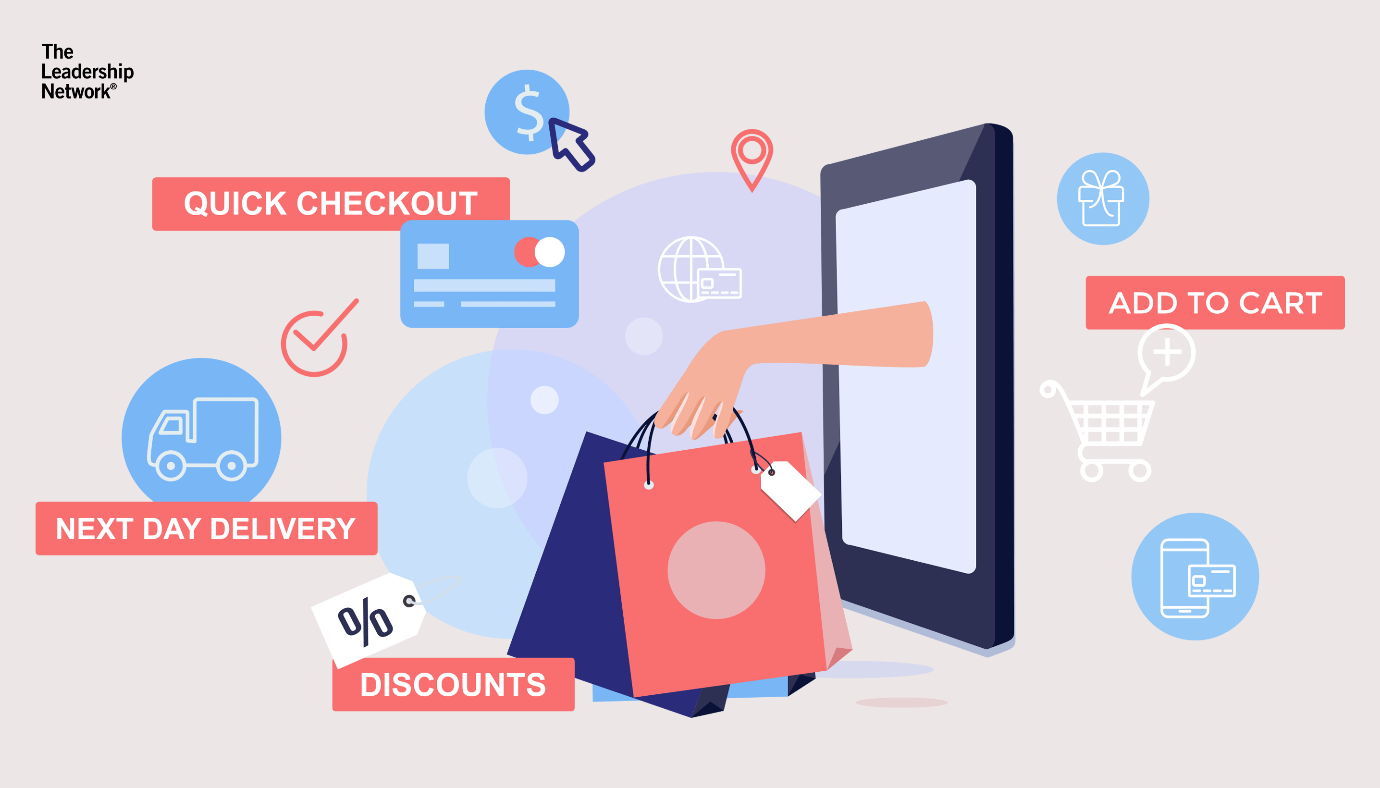 The
Leadership
Network®
$
QUICK CHECKOUT
ADD TO CART
NEXT DAY DELIVERY
%
DISCOUNTS